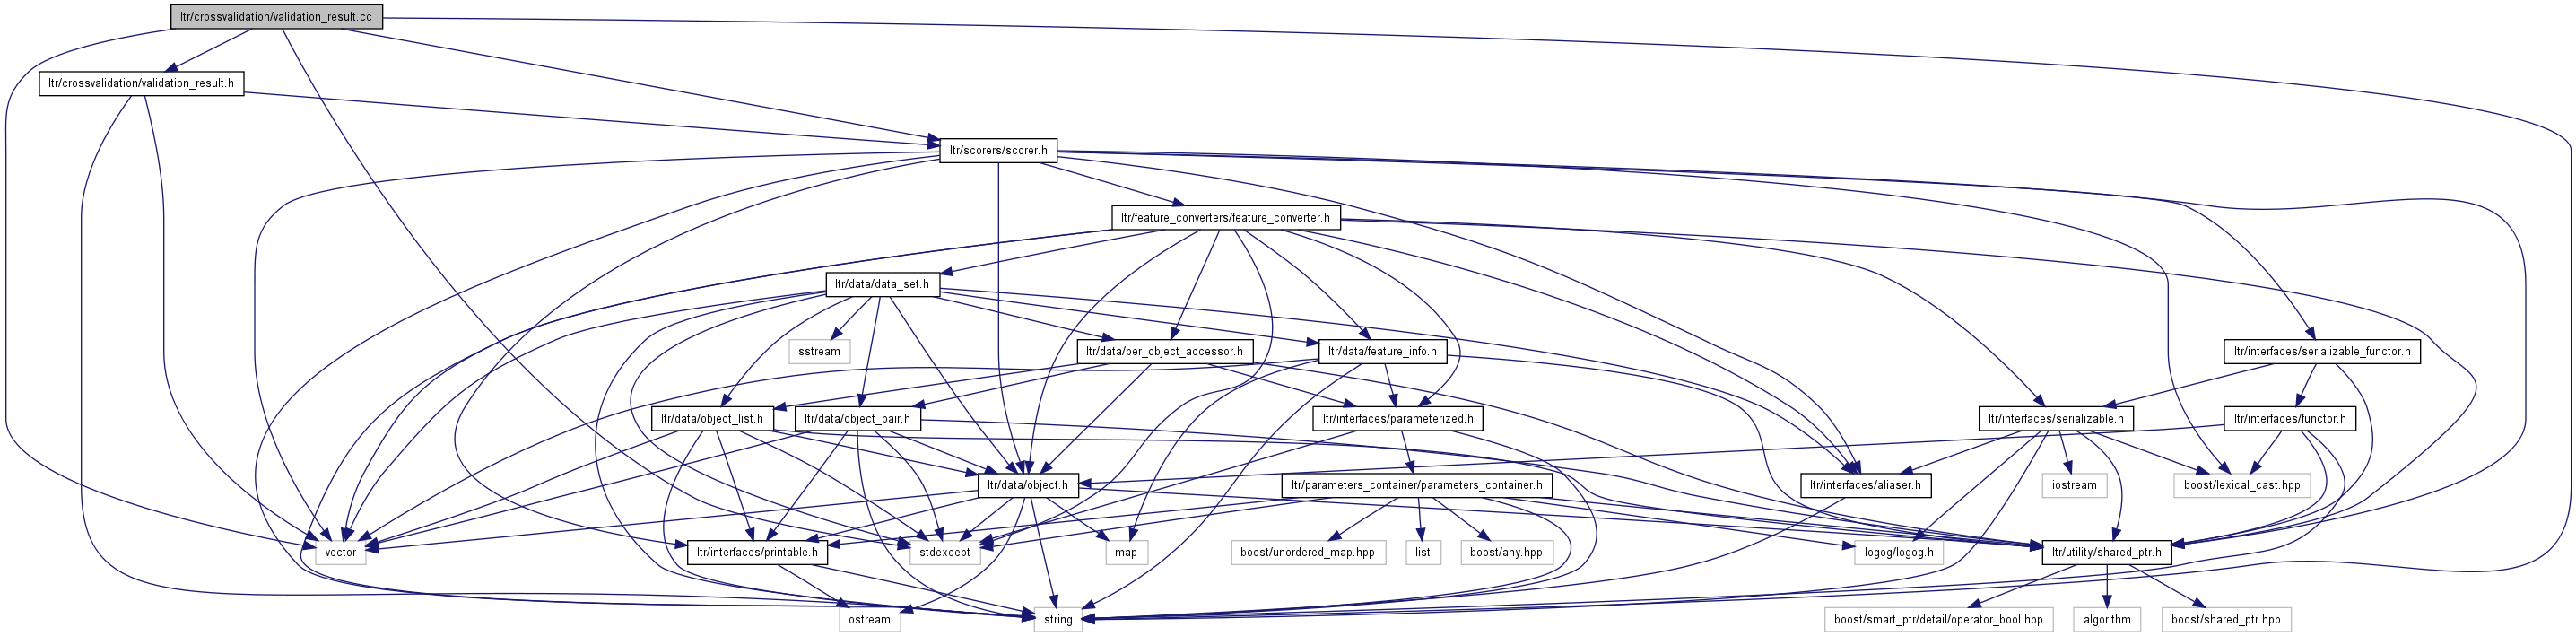 ltr/crossvalidation/validation_result.cc
ltr/crossvalidation/validation_result.h
ltr/scorers/scorer.h
ltr/feature_converters/feature_converter.h
ltr/data/data_set.h
sstream
ltr/data/per_object_accessor.h
ltr/data/feature_info.h
ltr/interfaces/serializable_functor.h
ltr/data/object_list.h
ltr/data/object_pair.h
ltr/interfaces/parameterized.h
ltr/interfaces/serializable.h
ltr/interfaces/functor.h
ltr/data/object.h
ltr/parameters_container/parameters_container.h
ltr/interfaces/aliaser.h
iostream
boost/lexical_cast.hpp
vector
ltr/interfaces/printable.h
stdexcept
map
boost/unordered_map.hpp
list
boost/any.hpp
logog/logog.h
ltr/utility/shared_ptr.h
ostream
string
boost/smart_ptr/detail/operator_bool.hpp
algorithm
boost/shared_ptr.hpp